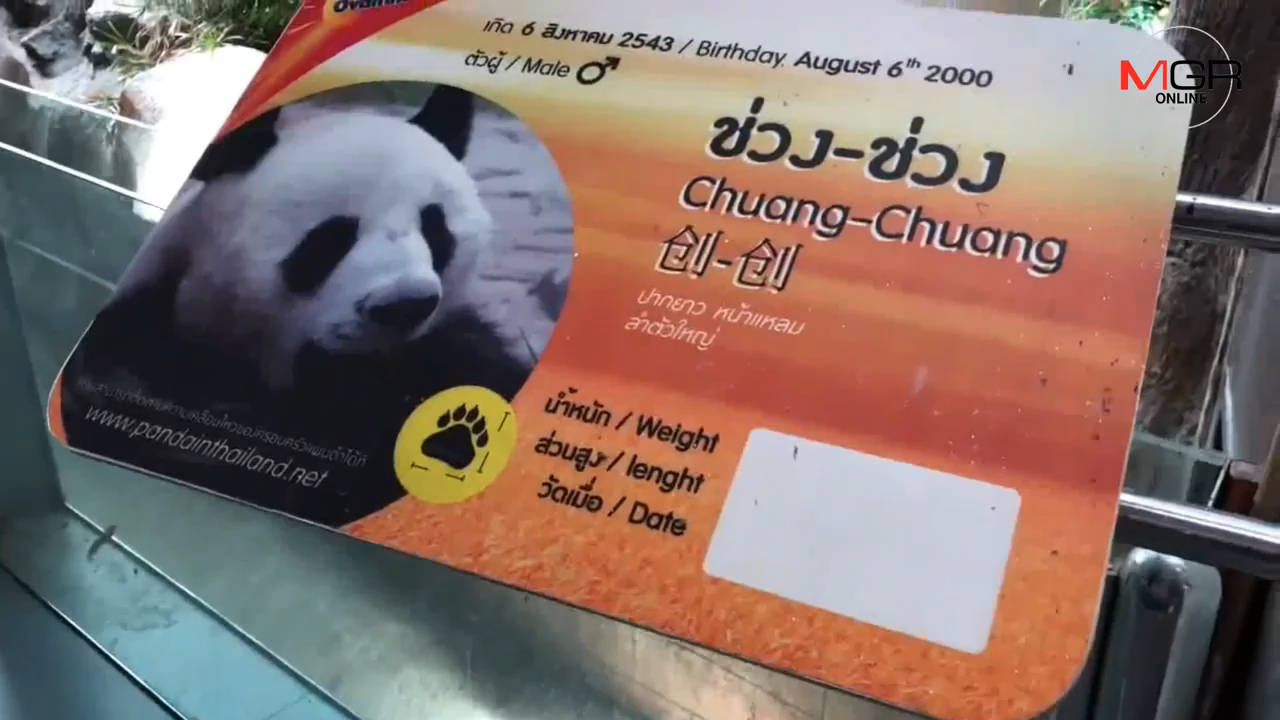 MGR
ONLINE
เกิด 6 สิงหาคม 2543 / Birthday, August 6th 2000
ตัวผู้ / Male ♂
ช่วง-ช่วง
Chuang-Chuang
ปากยาว หน้าแหลม
ลำตัวใหญ่
น้ำหนัก / Weight
ส่วนสูง / lenght
วัดเมื่อ / Date
www.pandainthailand.net